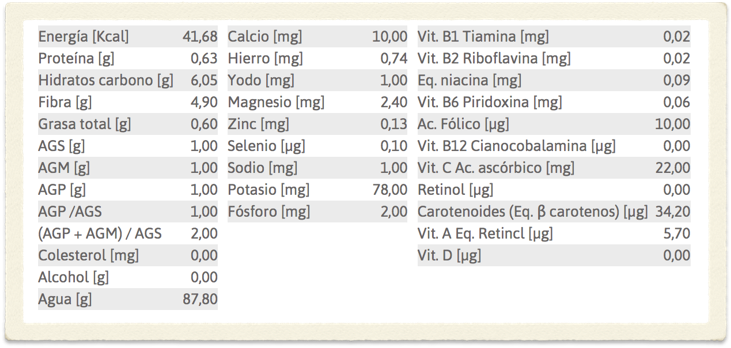 Energía [Kcal] 41,68
Proteína [g] 0,63
Hidratos carbono [g] 6,05
Fibra [g] 4,90
Grasa total [g] 0,60
AGS [g] 1,00
AGM [g] 1,00
AGP [g] 1,00
AGP /AGS 1,00
(AGP + AGM) / AGS 2,00
Colesterol [mg] 0,00
Alcohol [g] 0,00
Agua [g] 87,80
Calcio [mg] 10,00
Hierro [mg] 0,74
Yodo [mg] 1,00
Magnesio [mg] 2,40
Zinc [mg] 0,13
Selenio [µg] 0,10
Sodio [mg] 1,00
Potasio [mg] 78,00
Fósforo [mg] 2,00
Vit. B1 Tiamina [mg] 0,02
Vit. B2 Riboflavina [mg] 0,02
Eq. niacina [mg] 0,09
Vit. B6 Piridoxina [mg] 0,06
Ac. Fólico [µg] 10,00
Vit. B12 Cianocobalamina [µg] 0,00
Vit. C Ac. ascórbico [mg] 22,00
Retinol [µg] 0,00
Carotenoides (Eq. β carotenos) [µg] 34,20
Vit. A Eq. Retincl [µg] 5,70
Vit. D [µg] 0,00